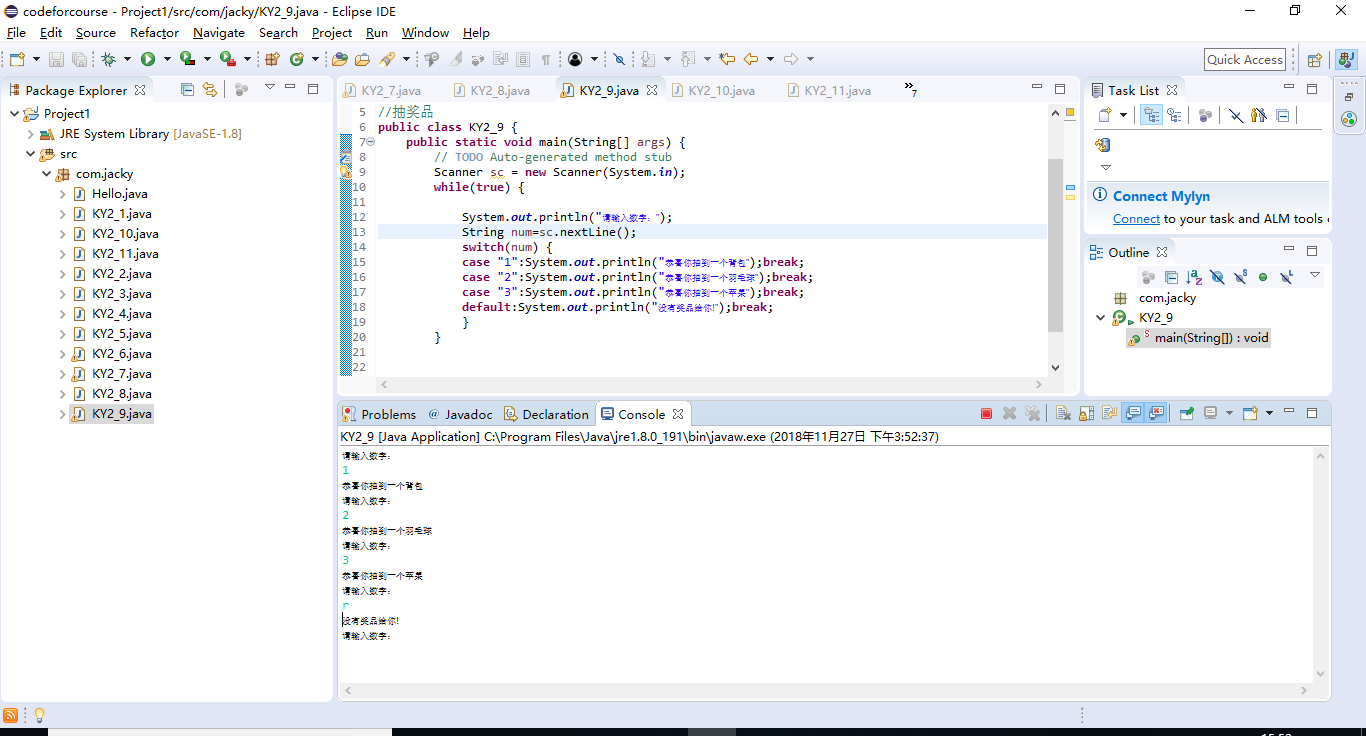 codeforcourse - Project1/src/com/jacky/KY2_9.java - Eclipse IDE
File Edit Source Refactor Navigate Search Project Run Window Help
Quick Access
Package Explorer
Project1
JRE System Library [JavaSE-1.8]
src
com.jacky
Hello.java
KY2_1.java
KY2_10.java
KY2_11.java
KY2_2.java
KY2_3.java
KY2_4.java
KY2_5.java
KY2_6.java
KY2_7.java
KY2_8.java
KY2_9.java
KY2_7.java KY2_8.java KY2_9.java KY2_10.java KY2_11.java »7
5 //抽奖品
6 public class KY2_9 {
7 public static void main(String[] args) {
8 // TODO Auto-generated method stub
9 Scanner sc = new Scanner(System.in);
10 while(true) {
11
12 System.out.println("请输入数字：");
13 String num=sc.nextLine();
14 switch(num) {
15 case "1":System.out.println("恭喜你抽到一个背包");break;
16 case "2":System.out.println("恭喜你抽到一个羽毛球");break;
17 case "3":System.out.println("恭喜你抽到一个苹果");break;
18 default:System.out.println("没有奖品给你!");break;
19 }
20 }
21
22
Task List
Connect Mylyn
Connect to your task and ALM tools
Outline
com.jacky
KY2_9
main(String[]) : void
Problems @ Javadoc Declaration Console
KY2_9 [Java Application] C:\Program Files\Java\jre1.8.0_191\bin\javaw.exe (2018年11月27日 下午3:52:37)
请输入数字：
1
恭喜你抽到一个背包
请输入数字：
2
恭喜你抽到一个羽毛球
请输入数字：
3
恭喜你抽到一个苹果
请输入数字：
r
没有奖品给你!
请输入数字：